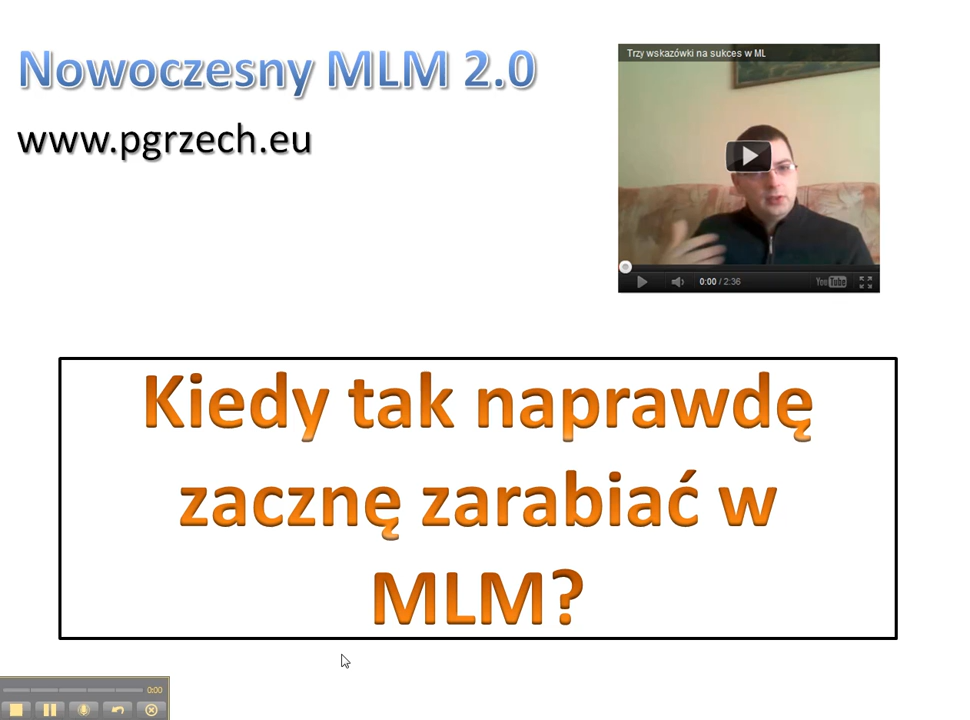 Nowoczesny MLM 2.0
www.pgrzech.eu
Trzy wskazówki na sukces w ML
0:00 / 2:36
YouTube
Kiedy tak naprawdę
zacznę zarabiać w
MLM?
0:00